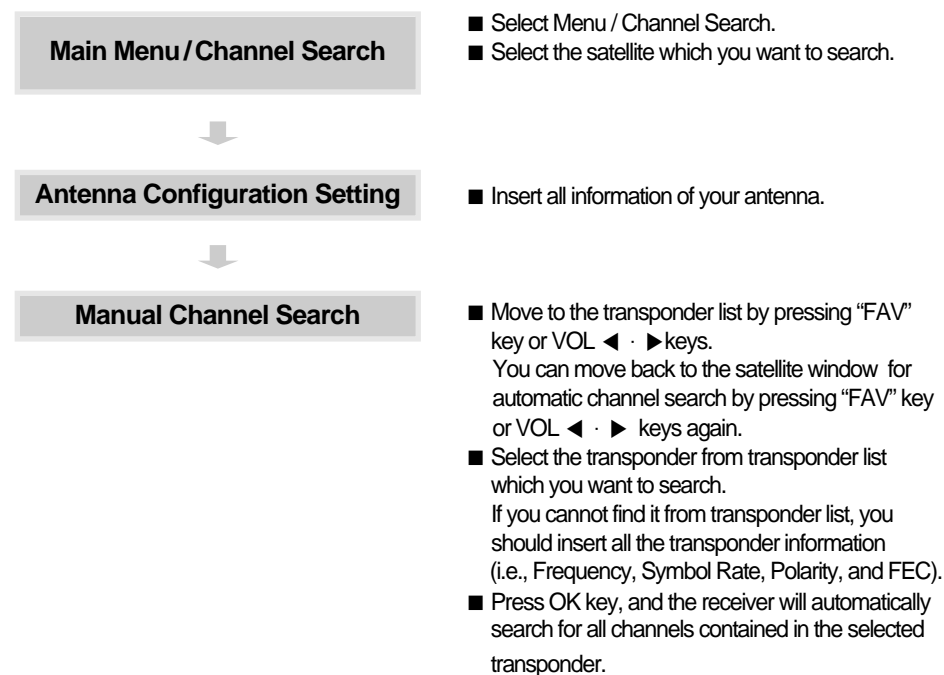 Main Menu / Channel Search
■ Select Menu / Channel Search.
■ Select the satellite which you want to search.
Antenna Configuration Setting
■ Insert all information of your antenna.
Manual Channel Search
■ Move to the transponder list by pressing “FAV”
key or VOL ◀ · ▶ keys.
You can move back to the satellite window for
automatic channel search by pressing “FAV” key
or VOL ◀ · ▶ keys again.
■ Select the transponder from transponder list
which you want to search.
If you cannot find it from transponder list, you
should insert all the transponder information
(i.e., Frequency, Symbol Rate, Polarity, and FEC).
■ Press OK key, and the receiver will automatically
search for all channels contained in the selected
transponder.